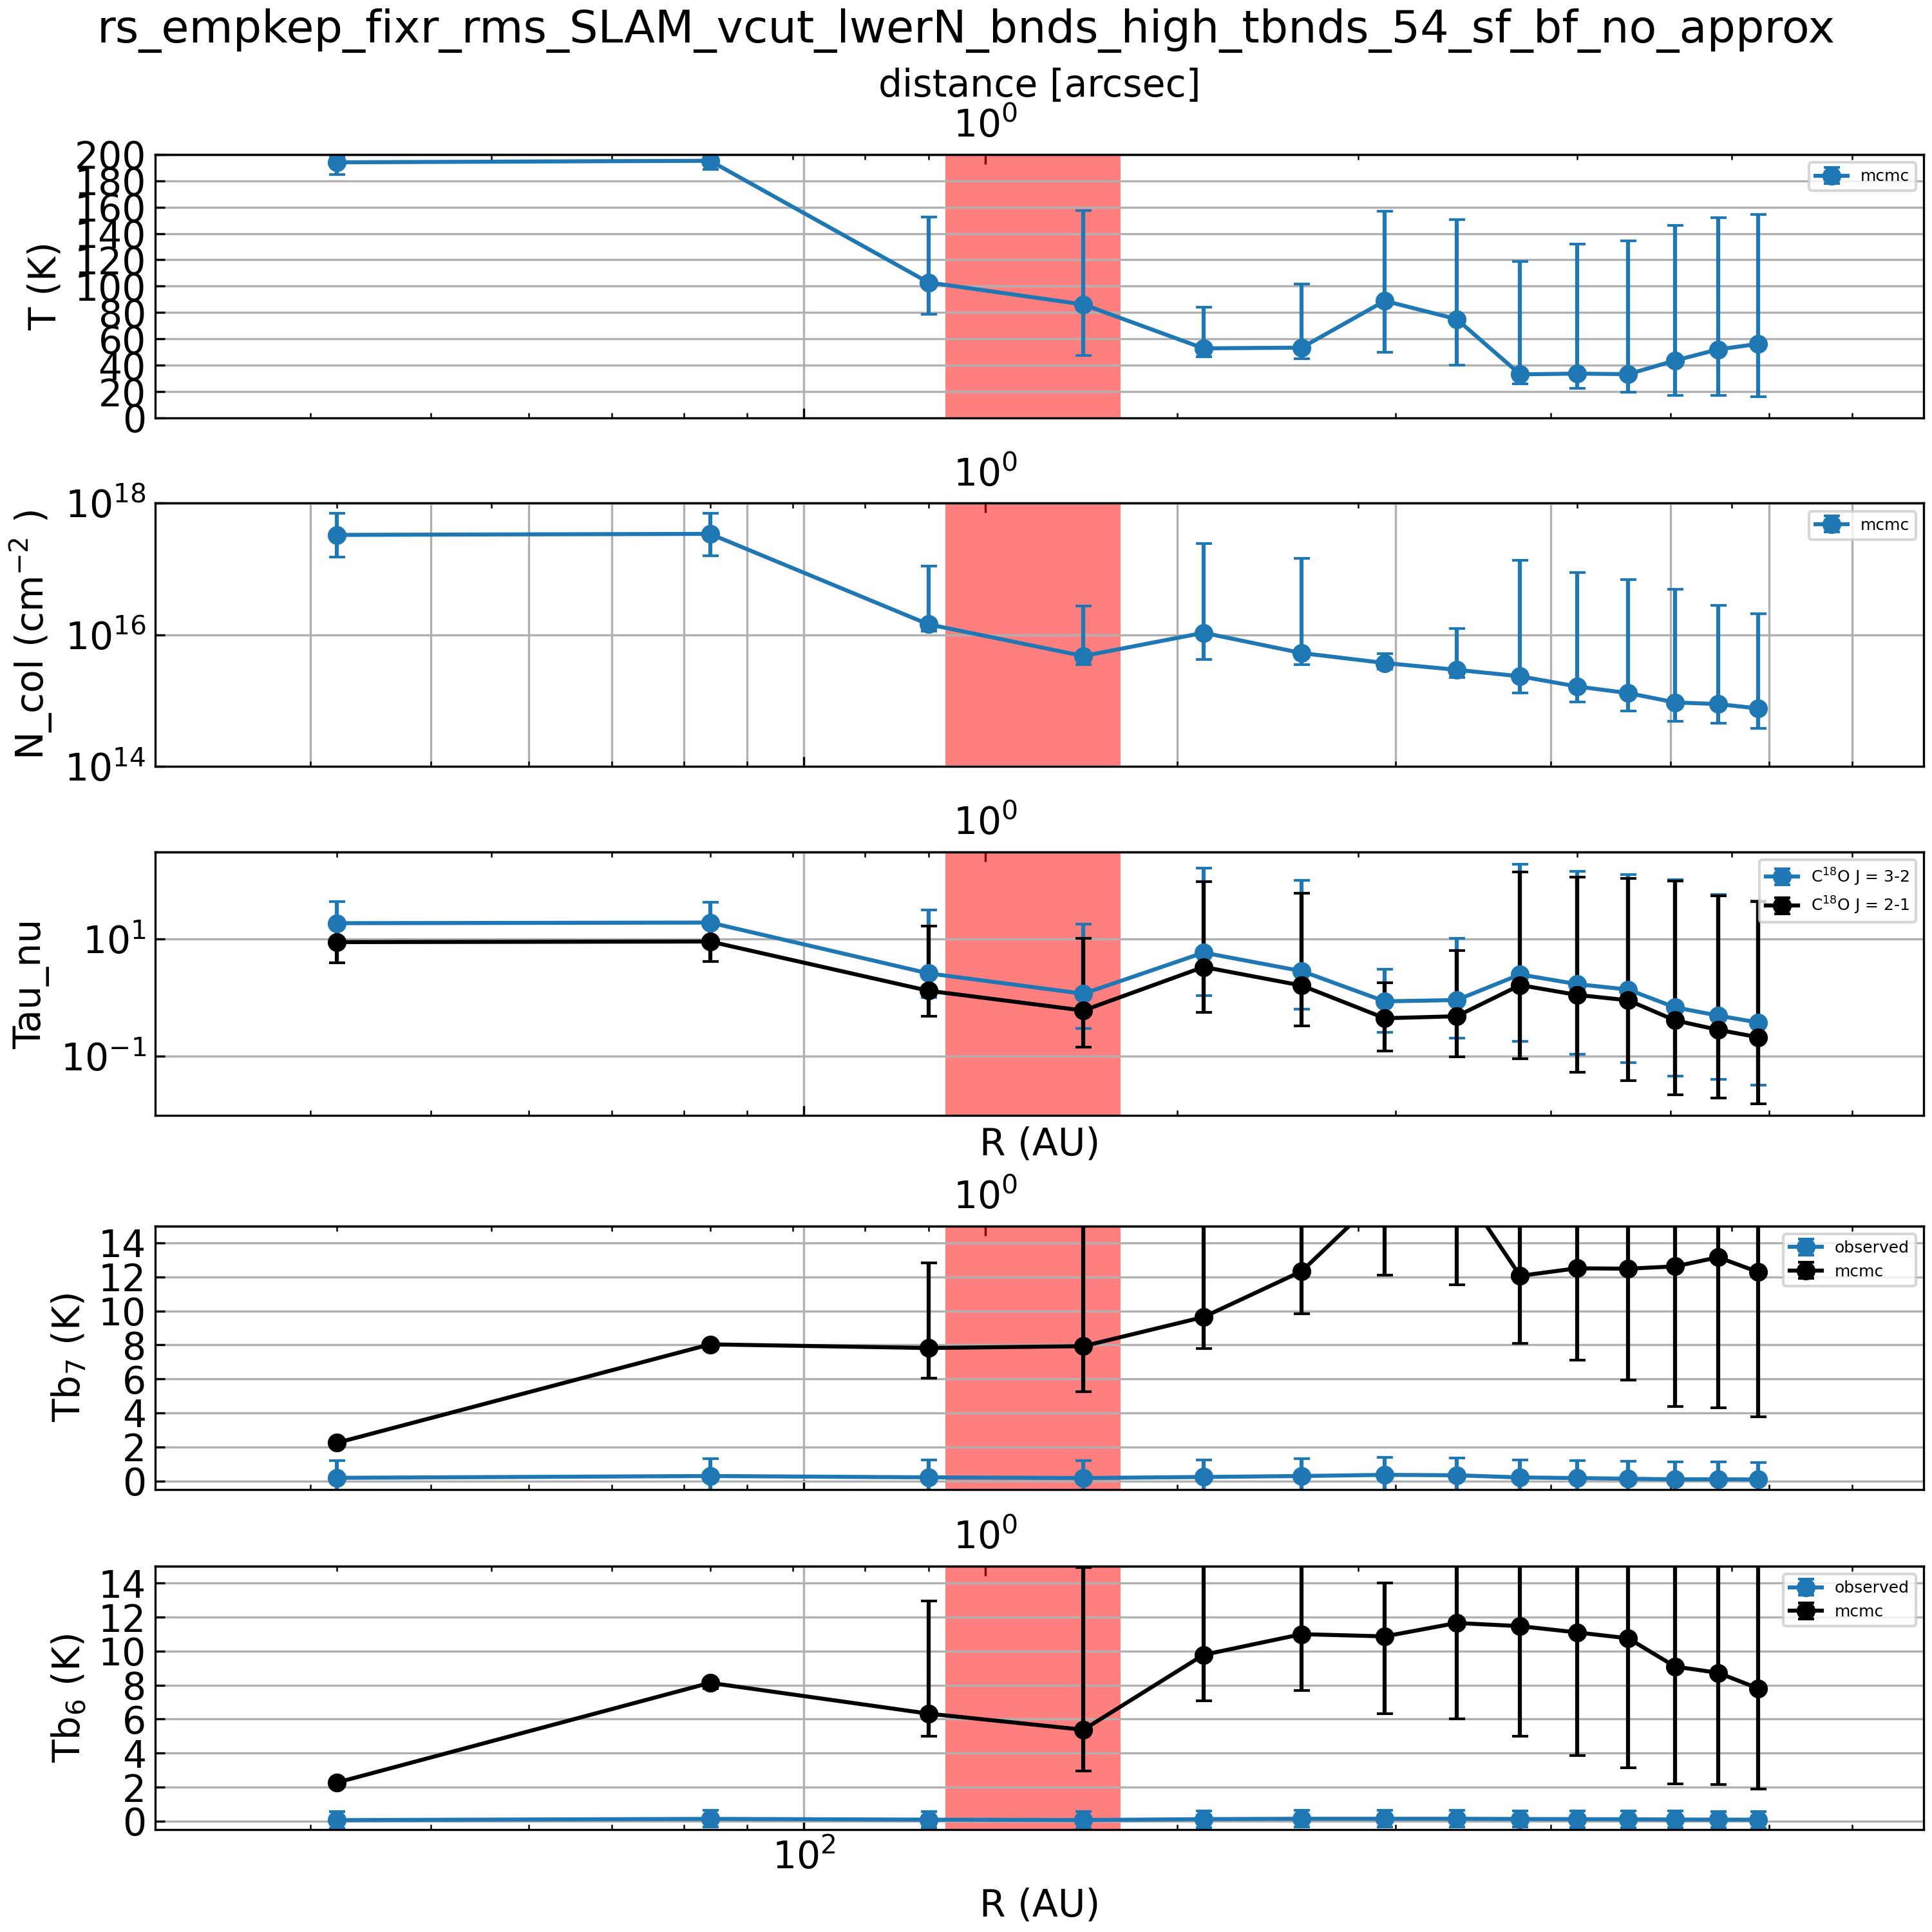 rs_empkep_fixr_rms_SLAM_vcut_lwerN_bnds_high_tbnds_54_sf_bf_no_approx
distance [arcsec]
10^0
200
180
160
140
120
100
80
60
40
20
0
T (K)
mcmc
10^0
10^18
10^16
10^14
N_col (cm^−2 )
mcmc
10^0
10^1
10^−1
Tau_nu
C^18O J = 3-2
C^18O J = 2-1
R (AU)
10^0
14
12
10
8
6
4
2
0
Tb_7 (K)
observed
mcmc
10^0
14
12
10
8
6
4
2
0
Tb_6 (K)
observed
mcmc
10^2
R (AU)